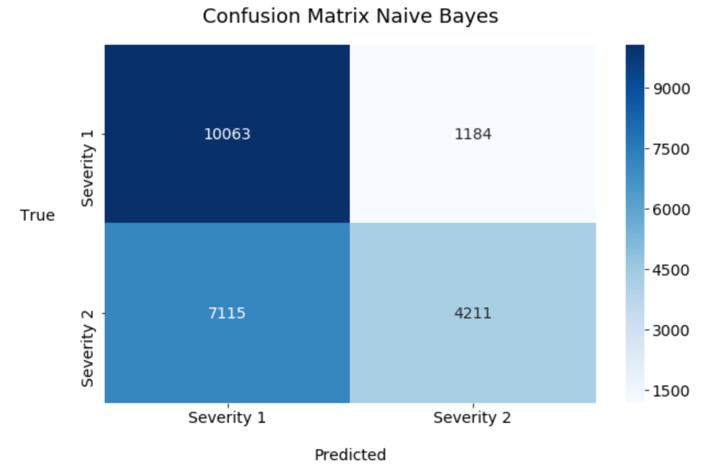 Confusion Matrix Naive Bayes
True
Severity 1
10063
1184
Severity 2
7115
4211
Severity 1
Severity 2
Predicted
9000
7500
6000
4500
3000
1500